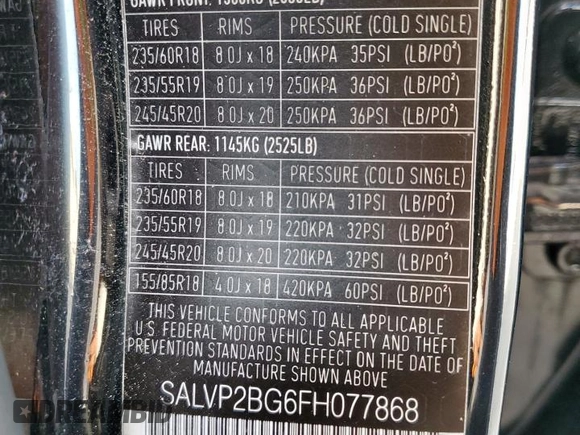 TIRES RIMS PRESSURE (COLD SINGLE)
235/60R18 8.0J x 18 240KPA 35PSI (LB/PO²)
235/55R19 8.0J x 19 250KPA 36PSI (LB/PO²)
245/45R20 8.0J x 20 250KPA 36PSI (LB/PO²)
GAWR REAR: 1145KG (2525LB)
TIRES RIMS PRESSURE (COLD SINGLE)
235/60R18 8.0J x 18 210KPA 31PSI (LB/PO²)
235/55R19 8.0J x 19 220KPA 32PSI (LB/PO²)
245/45R20 8.0J x 20 220KPA 32PSI (LB/PO²)
155/85R18 4.0J x 18 420KPA 60PSI (LB/PO²)
THIS VEHICLE CONFORMS TO ALL APPLICABLE
U.S. FEDERAL MOTOR VEHICLE SAFETY AND THEFT
PREVENTION STANDARDS IN EFFECT ON THE DATE OF
MANUFACTURE SHOWN ABOVE
SALVP2BG6FH077868